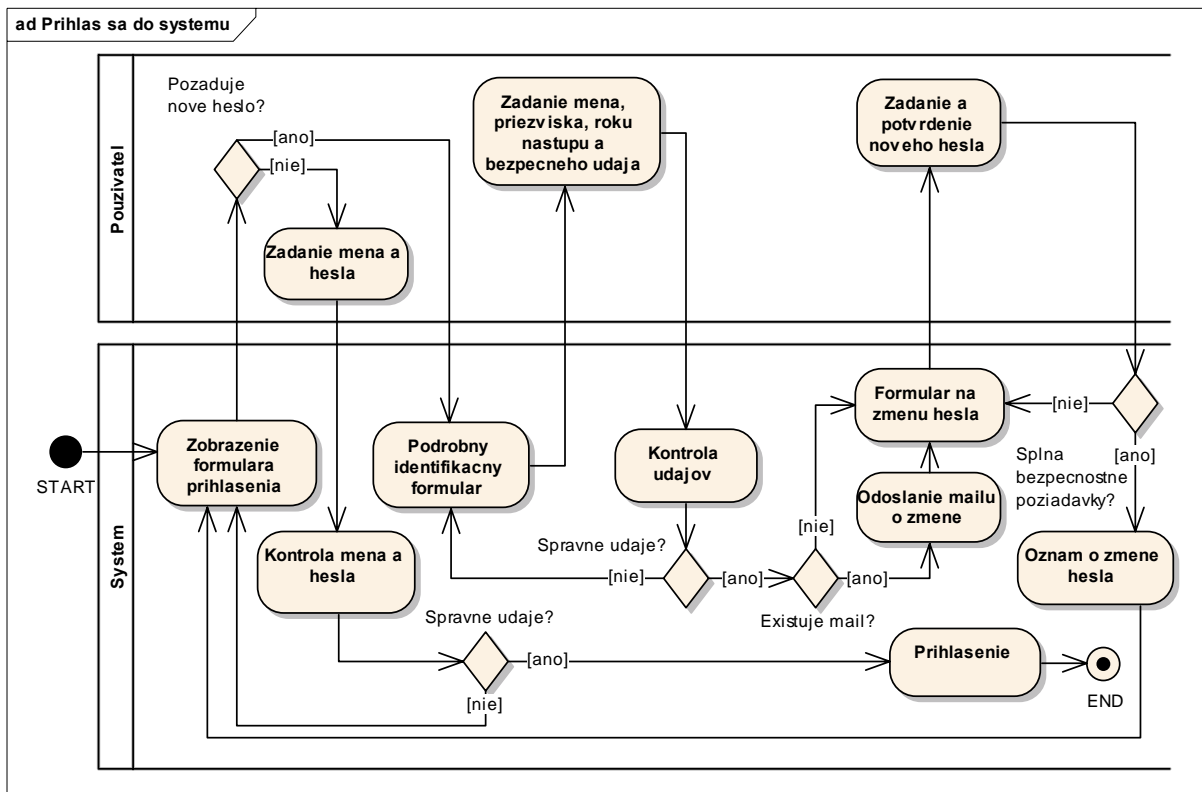 ad Prihlas sa do systemu
Pouzivatel
Pozaduje
nove heslo?
[ano]
[nie]
Zadanie mena a
hesla
Zadanie mena,
priezviska, roku
nastupu a
bezpecneho udaja
Zadanie a
potvrdenie
noveho hesla
System
START
Zobrazenie
formulara
prihlasenia
Podrobny
identifikacny
formular
Kontrola
udajov
Formular na
zmenu hesla
[nie]
[ano]
Splna
bezpecnostne
poziadavky?
Odoslanie mailu
o zmene
[nie]
Kontrola mena a
hesla
Spravne udaje?
[nie]
[ano]
[ano]
Existuje mail?
Oznam o zmene
hesla
Spravne udaje?
[ano]
[nie]
Prihlasenie
END